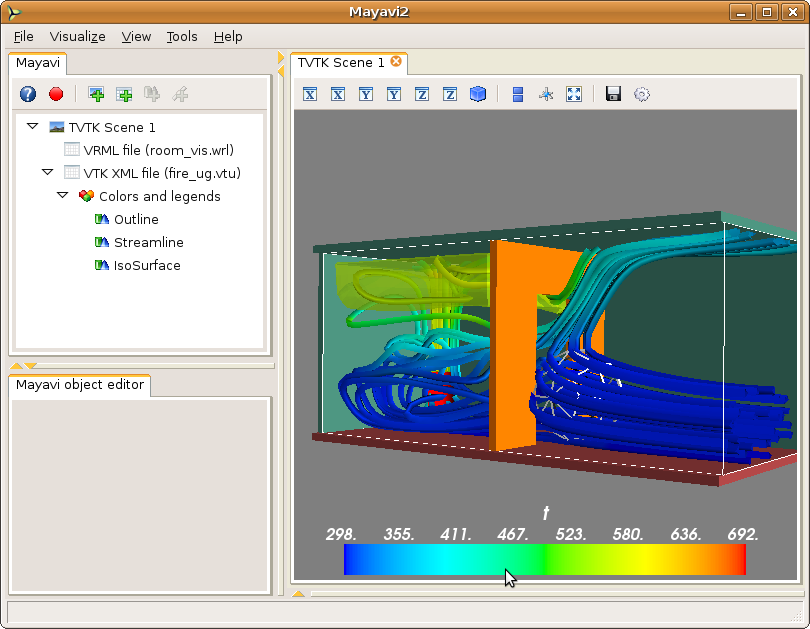 Mayavi2
File Visualize View Tools Help
Mayavi
TVTK Scene 1
VRML file (room_vis.wrl)
VTK XML file (fire_ug.vtu)
Colors and legends
Outline
Streamline
IsoSurface
Mayavi object editor
TVTK Scene 1
X X Y Y Z Z
t
298. 355. 411. 467. 523. 580. 636. 692.